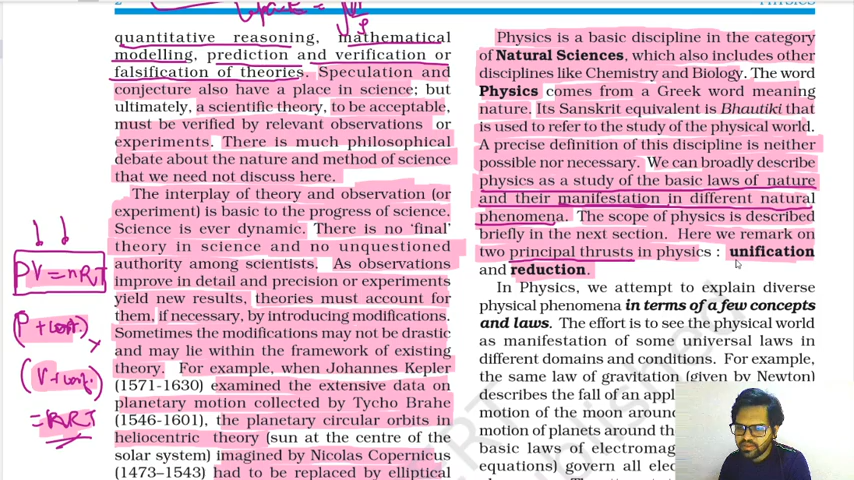 2
Physics
quantitative reasoning, mathematical
modelling, prediction and verification or
falsification of theories. Speculation and
conjecture also have a place in science; but
ultimately, a scientific theory, to be acceptable,
must be verified by relevant observations or
experiments. There is much philosophical
debate about the nature and method of science
that we need not discuss here.
The interplay of theory and observation (or
experiment) is basic to the progress of science.
Science is ever dynamic. There is no ‘final’
theory in science and no unquestioned
authority among scientists. As observations
improve in detail and precision or experiments
yield new results, theories must account for
them, if necessary, by introducing modifications.
Sometimes the modifications may not be drastic
and may lie within the framework of existing
theory. For example, when Johannes Kepler
(1571-1630) examined the extensive data on
planetary motion collected by Tycho Brahe
(1546-1601), the planetary circular orbits in
heliocentric theory (sun at the centre of the
solar system) imagined by Nicolas Copernicus
(1473–1543) had to be replaced by elliptical
PV = nRT
Physics is a basic discipline in the category
of Natural Sciences, which also includes other
disciplines like Chemistry and Biology. The word
Physics comes from a Greek word meaning
nature. Its Sanskrit equivalent is Bhautiki that
is used to refer to the study of the physical world.
A precise definition of this discipline is neither
possible nor necessary. We can broadly describe
physics as a study of the basic laws of nature
and their manifestation in different natural
phenomena. The scope of physics is described
briefly in the next section. Here we remark on
two principal thrusts in physics : unification
and reduction.
In Physics, we attempt to explain diverse
physical phenomena in terms of a few concepts
and laws. The effort is to see the physical world
as manifestation of some universal laws in
different domains and conditions. For example,
the same law of gravitation (given by Newton)
describes the fall of an
motion of the moon
motion of planets
basic laws of
equations) govern all